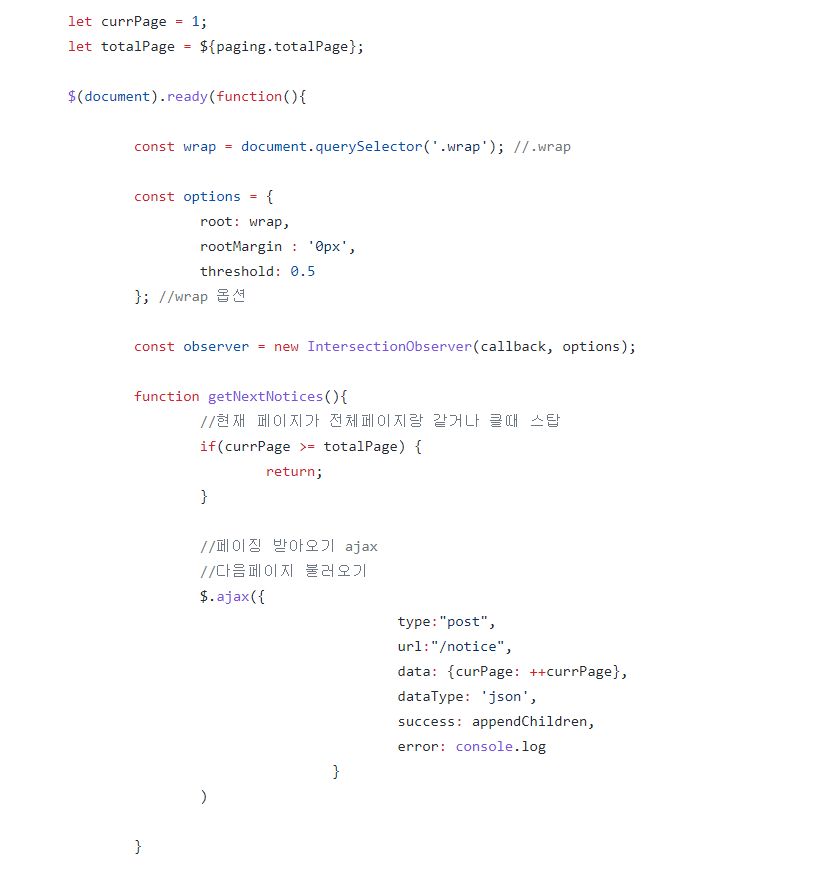 let currPage = 1;
let totalPage = ${paging.totalPage};
$(document).ready(function(){
const wrap = document.querySelector('.wrap'); //.wrap
const options = {
root: wrap,
rootMargin : '0px',
threshold: 0.5
}; //wrap 옵션
const observer = new IntersectionObserver(callback, options);
function getNextNotices(){
//현재 페이지가 전체페이지랑 같거나 클때 스탑
if(currPage >= totalPage) {
return;
}
//페이징 받아오기 ajax
//다음페이지 불러오기
$.ajax({
type:"post",
url:"/notice",
data: {curPage: ++currPage},
dataType: 'json',
success: appendChildren,
error: console.log
}
)
}